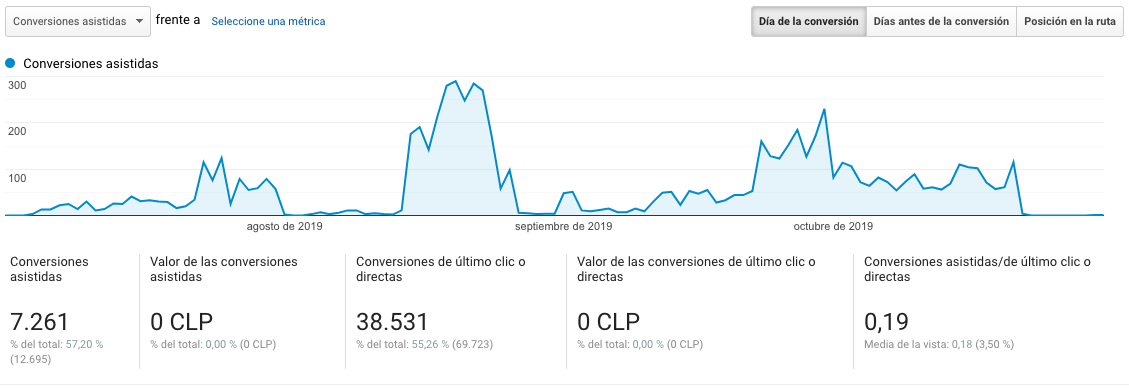 Conversiones asistidas frente a Seleccione una métrica Día de la conversión Días antes de la conversión Posición en la ruta
Conversiones asistidas
300
200
100
agosto de 2019 septiembre de 2019 octubre de 2019
Conversiones asistidas
7.261
% del total: 57,20 %
(12.695)
Valor de las conversiones
asistidas
0 CLP
% del total: 0,00 % (0 CLP)
Conversiones de último clic o
directas
38.531
% del total: 55,26 % (69.723)
Valor de las conversiones de último clic o
directas
0 CLP
% del total: 0,00 % (0 CLP)
Conversiones asistidas/de último clic o
directas
0,19
Media de la vista: 0,18 (3,50 %)